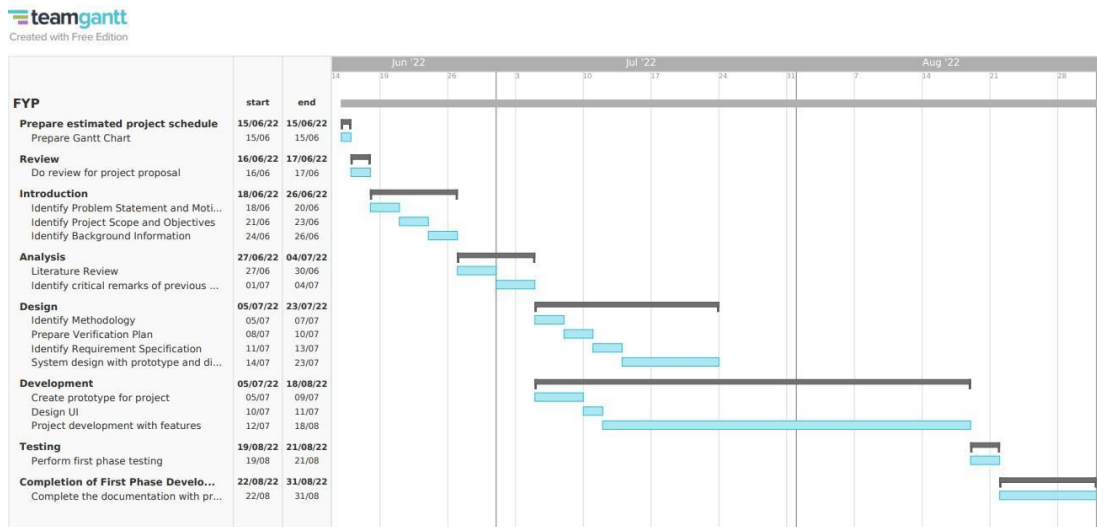 teamgantt
Created with Free Edition
Jun '22 Jul '22 Aug '22
14 19 26 3 10 17 24 31 7 14 21 28
FYP start end
Prepare estimated project schedule 15/06/22 15/06/22
Prepare Gantt Chart 15/06 15/06
Review 16/06/22 17/06/22
Do review for project proposal 16/06 17/06
Introduction 18/06/22 26/06/22
Identify Problem Statement and Moti... 18/06 20/06
Identify Project Scope and Objectives 21/06 23/06
Identify Background Information 24/06 26/06
Analysis 27/06/22 04/07/22
Literature Review 27/06 30/06
Identify critical remarks of previous ... 01/07 04/07
Design 05/07/22 23/07/22
Identify Methodology 05/07 07/07
Prepare Verification Plan 08/07 10/07
Identify Requirement Specification 11/07 13/07
System design with prototype and di... 14/07 23/07
Development 05/07/22 18/08/22
Create prototype for project 05/07 09/07
Design UI 10/07 11/07
Project development with features 12/07 18/08
Testing 19/08/22 21/08/22
Perform first phase testing 19/08 21/08
Completion of First Phase Develo... 22/08/22 31/08/22
Complete the documentation with pr... 22/08 31/08